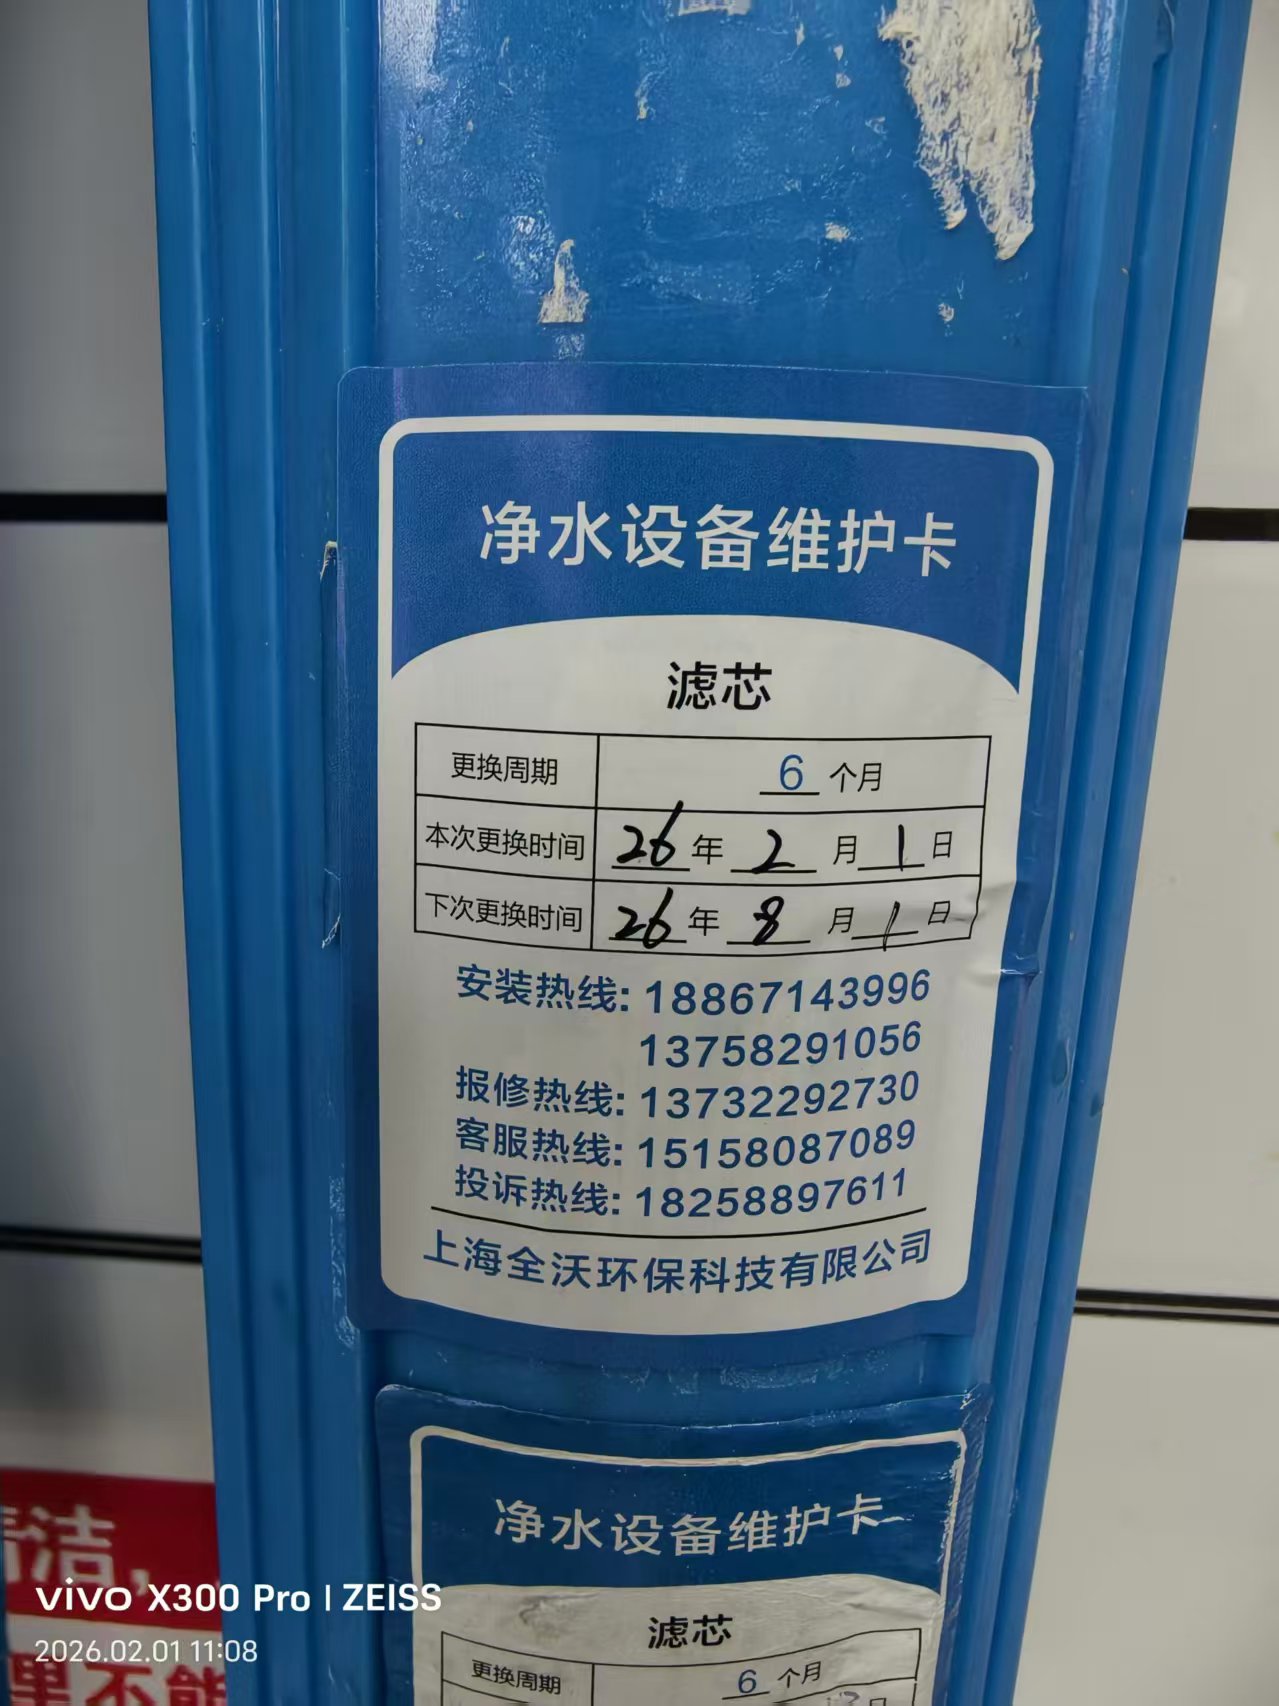 净水设备维护卡
滤芯
更换周期 6 个月
本次更换时间 26 年 2 月 1 日
下次更换时间 26 年 8 月 1 日
安装热线: 18867143996
13758291056
报修热线: 13732292730
客服热线: 15158087089
投诉热线: 18258897611
上海全沃环保科技有限公司
净水设备维护卡
滤芯
更换周期 6 个月
洁,
里不能
vivo X300 Pro | ZEISS
2026.02.01 11:08